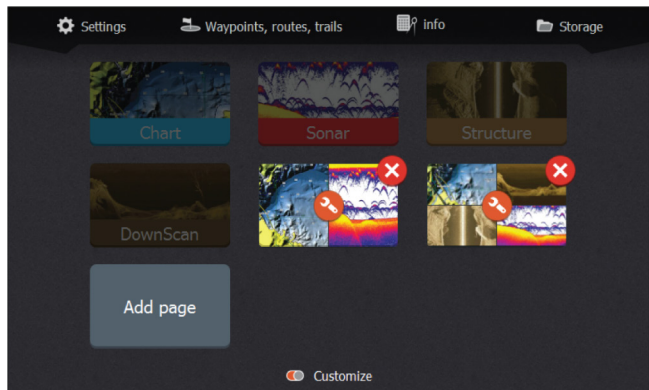 Settings
Waypoints, routes, trails
info
Storage
Chart
Sonar
Structure
DownScan
Add page
Customize